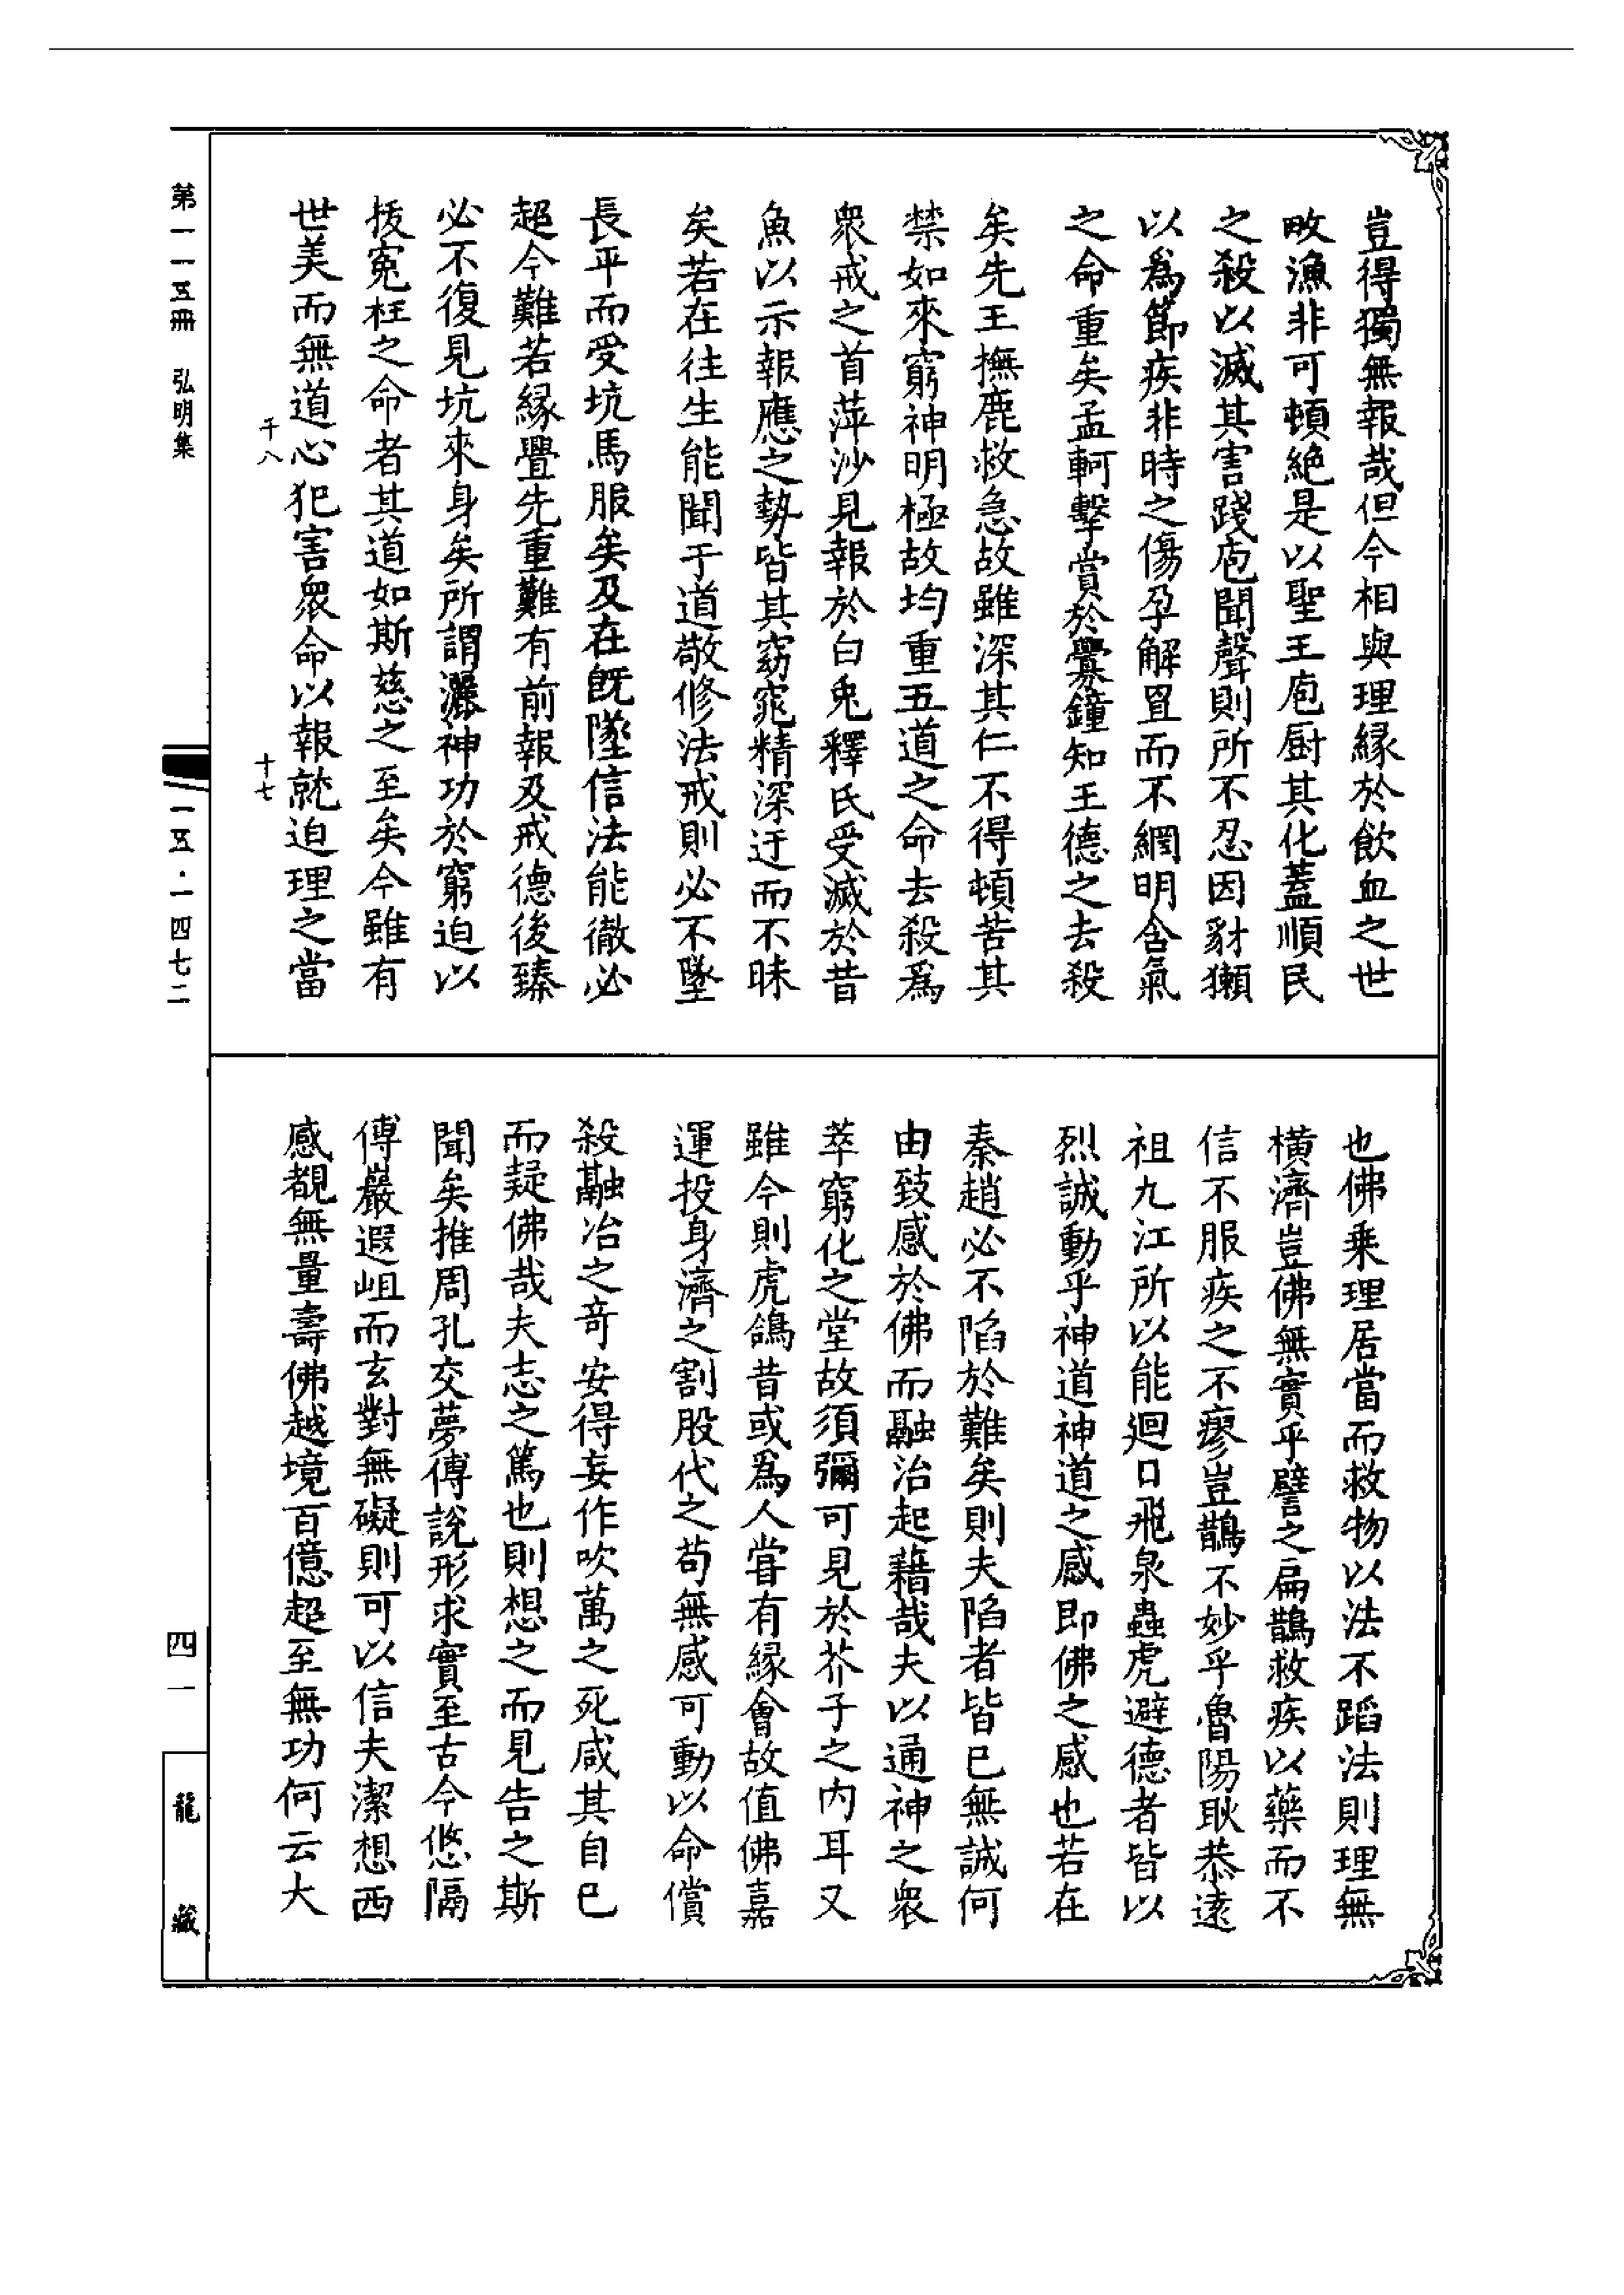 豈得獨無報哉但今相與理緣於飲血之世
畋漁非可頓絕是以聖王庖厨其化蓋順民
之殺以減其害踐庖聞聲則所不忍因豺獺
以爲節疾非時之傷孕解罝而不網明含氣
之命重矣孟軻擊賞於釁鐘知王德之去殺
矣先王撫麁救急故雖深其仁不得頓苦其
禁如來窮神明極故均重五道之命去殺爲
衆戒之首萍沙見報於白兎釋氏受滅於昔
魚以示報應之勢皆其窈窕精深迂而不昧
矣若在往生能聞于道敬修法戒則必不墜
長平而受坑馬服矣及在旣墜信法能徹必
超今難若緣舋先重難有前報及戒德後臻
必不復見坑來身矣所謂灑神功於窮迫以
拔寃枉之命者其道如斯慈之至矣今雖有
世美而無道心犯害衆命以報就迫理之當
千八
十七
也佛乘理居當而救物以法不蹈法則理無
橫濟豈佛無實乎譬之扁鵲救疾以藥而不
信不服疾之不瘳豈鵲不妙乎魯陽耿恭遠
祖九江所以能迴口飛泉蟲虎避德者皆以
烈誠動乎神道神道之感即佛之感也若在
秦趙必不陷於難矣則夫陷者皆已無誠何
由致感於佛而融治起藉哉夫以通神之衆
萃窮化之堂故須彌可見於芥子之內耳又
雖今則虎鴿昔或爲人甞有緣會故值佛嘉
運投身濟之割股代之苟無感可動以命償
殺融冶之竒安得妄作吹萬之死咸其自已
而疑佛哉夫志之篤也則想之而見告之斯
聞矣推周孔交夢傅說形求實至古今悠隔
傅巖遐岨而玄對無礙則可以信夫潔想西
感覩無量壽佛越境百億超至無功何云大
第一一五冊　弘明集
一五·一四七二
四一
龍藏